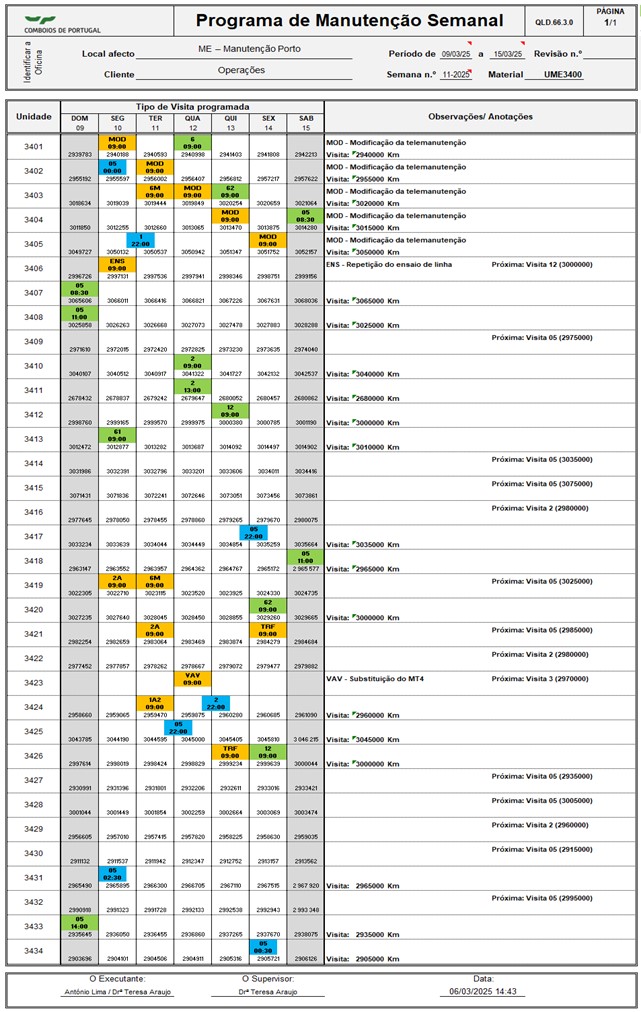 COMBOIOS DE PORTUGAL
Programa de Manutenção Semanal
QLD.66.3.0
PÁGINA
1/1
Identificar a Oficina
Local afecto ME – Manutenção Porto
Período de 09/03/25 a 15/03/25 Revisão n.º
Cliente Operações
Semana n.º 11-2025 Material UME3400
Unidade Tipo de Visita programada Observações/ Anotações
DOM SEG TER QUA QUI SEX SAB
09 10 11 12 13 14 15
3401 MOD 09:00 6 09:00 MOD - Modificação da telemanutenção
2939783 2940188 2940593 2940998 2941403 2941808 2942213 Visita: 2940000 Km
3402 05 00:00 MOD 09:00 MOD - Modificação da telemanutenção
2955192 2955597 2956002 2956407 2956812 2957217 2957622 Visita: 2955000 Km
3403 6M 09:00 MOD 09:00 62 09:00 MOD - Modificação da telemanutenção
3018634 3019039 3019444 3019849 3020254 3020659 3021064 Visita: 3020000 Km
3404 MOD 09:00 05 08:30 MOD - Modificação da telemanutenção
3011850 3012255 3012660 3013065 3013470 3013875 3014280 Visita: 3015000 Km
3405 1 22:00 MOD 09:00 MOD - Modificação da telemanutenção
3049727 3050132 3050537 3050942 3051347 3051752 3052157 Visita: 3050000 Km
3406 ENS 09:00 ENS - Repetição do ensaio de linha Próxima: Visita 12 (3000000)
2996726 2997131 2997536 2997941 2998346 2998751 2999156
3407 05 08:30
3065606 3066011 3066416 3066821 3067226 3067631 3068036 Visita: 3065000 Km
3408 05 11:00
3025858 3026263 3026668 3027073 3027478 3027883 3028288 Visita: 3025000 Km
3409 Próxima: Visita 05 (2975000)
2971610 2972015 2972420 2972825 2973230 2973635 2974040
3410 2 09:00
3040107 3040512 3040917 3041322 3041727 3042132 3042537 Visita: 3040000 Km
3411 2 13:00
2678432 2678837 2679242 2679647 2680052 2680457 2680862 Visita: 2680000 Km
3412 12 09:00
2998760 2999165 2999570 2999975 3000380 3000785 3001190 Visita: 3000000 Km
3413 61 09:00
3012472 3012877 3013282 3013687 3014092 3014497 3014902 Visita: 3010000 Km
3414 Próxima: Visita 05 (3035000)
3031986 3032391 3032796 3033201 3033606 3034011 3034416
3415 Próxima: Visita 05 (3075000)
3071431 3071836 3072241 3072646 3073051 3073456 3073861
3416 Próxima: Visita 2 (2980000)
2977645 2978050 2978455 2978860 2979265 2979670 2980075
3417 05 22:00
3033234 3033639 3034044 3034449 3034854 3035259 3035664 Visita: 3035000 Km
3418 05 11:00
2963147 2963552 2963957 2964362 2964767 2965172 2 965 577 Visita: 2965000 Km
3419 2A 09:00 6M 09:00 Próxima: Visita 05 (3025000)
3022305 3022710 3023115 3023520 3023925 3024330 3024735
3420 62 09:00
3027235 3027640 3028045 3028450 3028855 3029260 3029665 Visita: 3000000 Km
3421 2A 09:00 TRF 09:00 Próxima: Visita 05 (2985000)
2982254 2982659 2983064 2983469 2983874 2984279 2984684
3422 Próxima: Visita 2 (2980000)
2977452 2977857 2978262 2978667 2979072 2979477 2979882
3423 VAV 09:00 VAV - Substituição do MT4 Próxima: Visita 3 (2970000)
3424 1A2 09:00 2 22:00
2958660 2959065 2959470 2959875 2960280 2960685 2961090 Visita: 2960000 Km
3425 05 22:00
3043785 3044190 3044595 3045000 3045405 3045810 3 046 215 Visita: 3045000 Km
3426 TRF 09:00 12 09:00
2997614 2998019 2998424 2998829 2999234 2999639 3000044 Visita: 3000000 Km
3427 Próxima: Visita 05 (2935000)
2930991 2931396 2931801 2932206 2932611 2933016 2933421
3428 Próxima: Visita 05 (3005000)
3001044 3001449 3001854 3002259 3002664 3003069 3003474
3429 Próxima: Visita 2 (2960000)
2956605 2957010 2957415 2957820 2958225 2958630 2959035
3430 Próxima: Visita 05 (2915000)
2911132 2911537 2911942 2912347 2912752 2913157 2913562
3431 05 02:30
2965490 2965895 2966300 2966705 2967110 2967515 2 967 920 Visita: 2965000 Km
3432 Próxima: Visita 05 (2995000)
2990918 2991323 2991728 2992133 2992538 2992943 2 993 348
3433 05 14:00
2935645 2936050 2936455 2936860 2937265 2937670 2938075 Visita: 2935000 Km
3434 05 00:30
2903696 2904101 2904506 2904911 2905316 2905721 2906126 Visita: 2905000 Km
O Executante: O Supervisor: Data:
António Lima / Drª Teresa Araujo Drª Teresa Araujo 06/03/2025 14:43